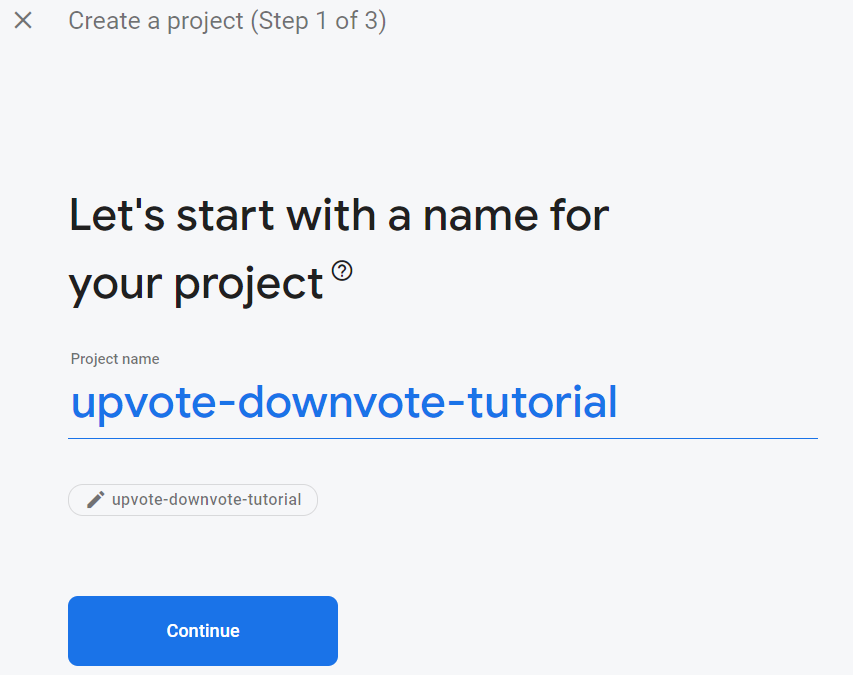 Create a project (Step 1 of 3)
Let's start with a name for
your project ?
Project name
upvote-downvote-tutorial
upvote-downvote-tutorial
Continue